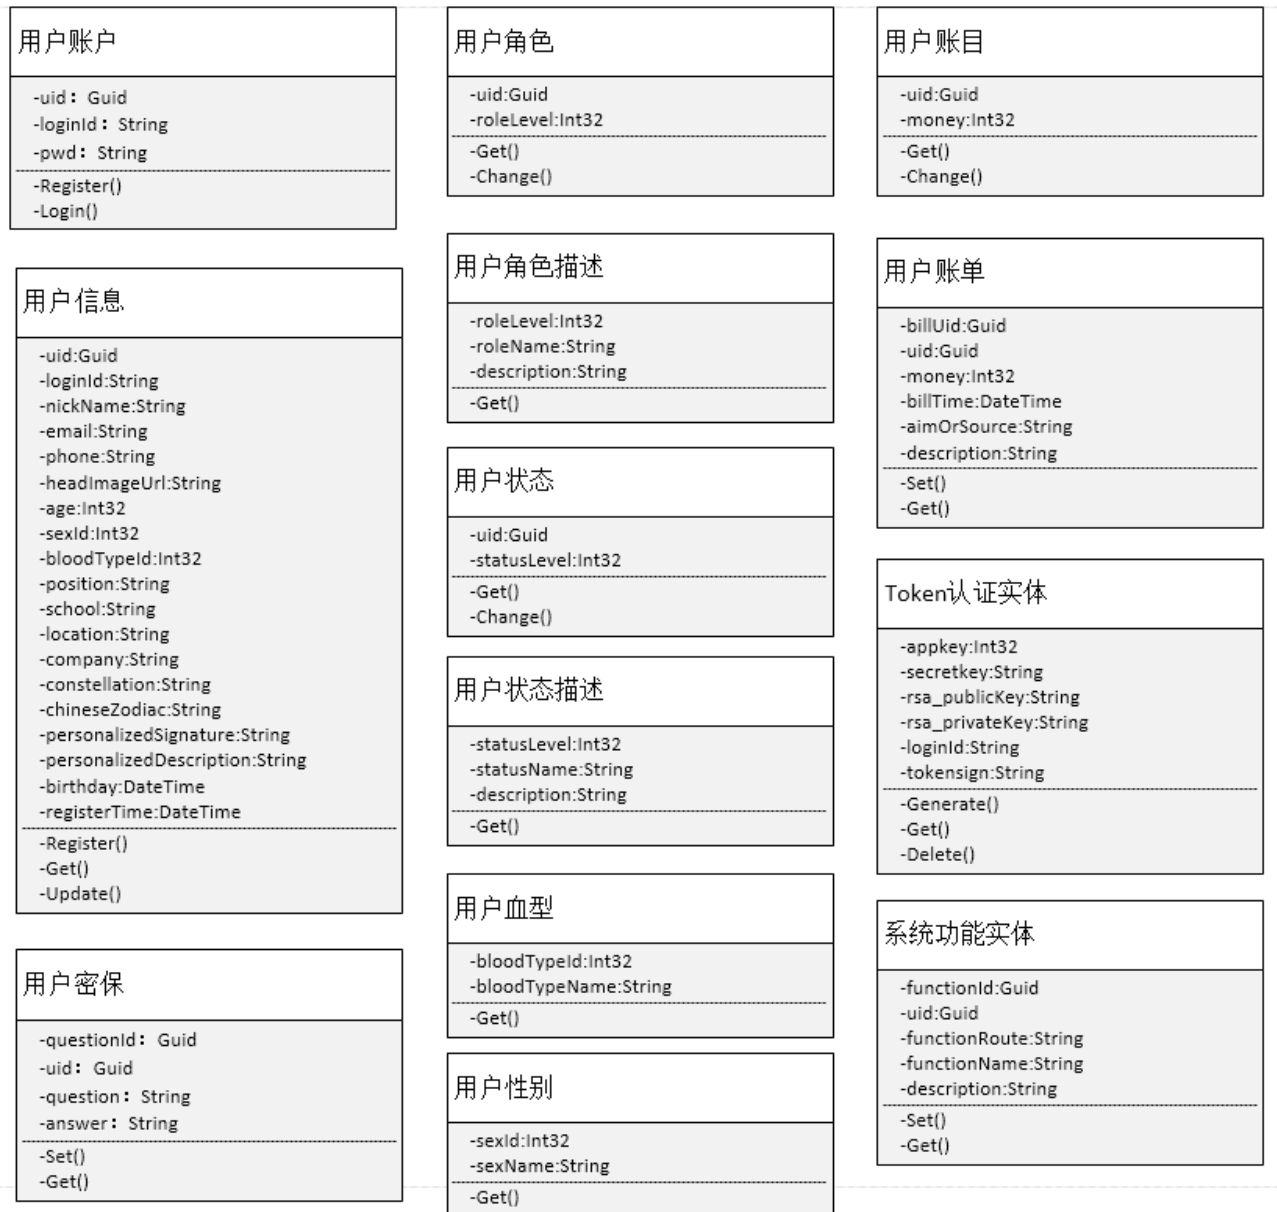 用户账户
-uid：Guid
-loginId：String
-pwd：String
-Register()
-Login()
用户信息
-uid:Guid
-loginId:String
-nickName:String
-email:String
-phone:String
-headImageUrl:String
-age:Int32
-sexId:Int32
-bloodTypeId:Int32
-position:String
-school:String
-location:String
-company:String
-constellation:String
-chineseZodiac:String
-personalizedSignature:String
-personalizedDescription:String
-birthday:DateTime
-registerTime:DateTime
-Register()
-Get()
-Update()
用户密保
-questionId：Guid
-uid：Guid
-question：String
-answer：String
-Set()
-Get()
用户角色
-uid:Guid
-roleLevel:Int32
-Get()
-Change()
用户角色描述
-roleLevel:Int32
-roleName:String
-description:String
-Get()
用户状态
-uid:Guid
-statusLevel:Int32
-Get()
-Change()
用户状态描述
-statusLevel:Int32
-statusName:String
-description:String
-Get()
用户血型
-bloodTypeId:Int32
-bloodTypeName:String
-Get()
用户性别
-sexId:Int32
-sexName:String
-Get()
用户账目
-uid:Guid
-money:Int32
-Get()
-Change()
用户账单
-billUid:Guid
-uid:Guid
-money:Int32
-billTime:DateTime
-aimOrSource:String
-description:String
-Set()
-Get()
Token认证实体
-appkey:Int32
-secretkey:String
-rsa_publicKey:String
-rsa_privateKey:String
-loginId:String
-tokensign:String
-Generate()
-Get()
-Delete()
系统功能实体
-functionId:Guid
-uid:Guid
-functionRoute:String
-functionName:String
-description:String
-Set()
-Get()